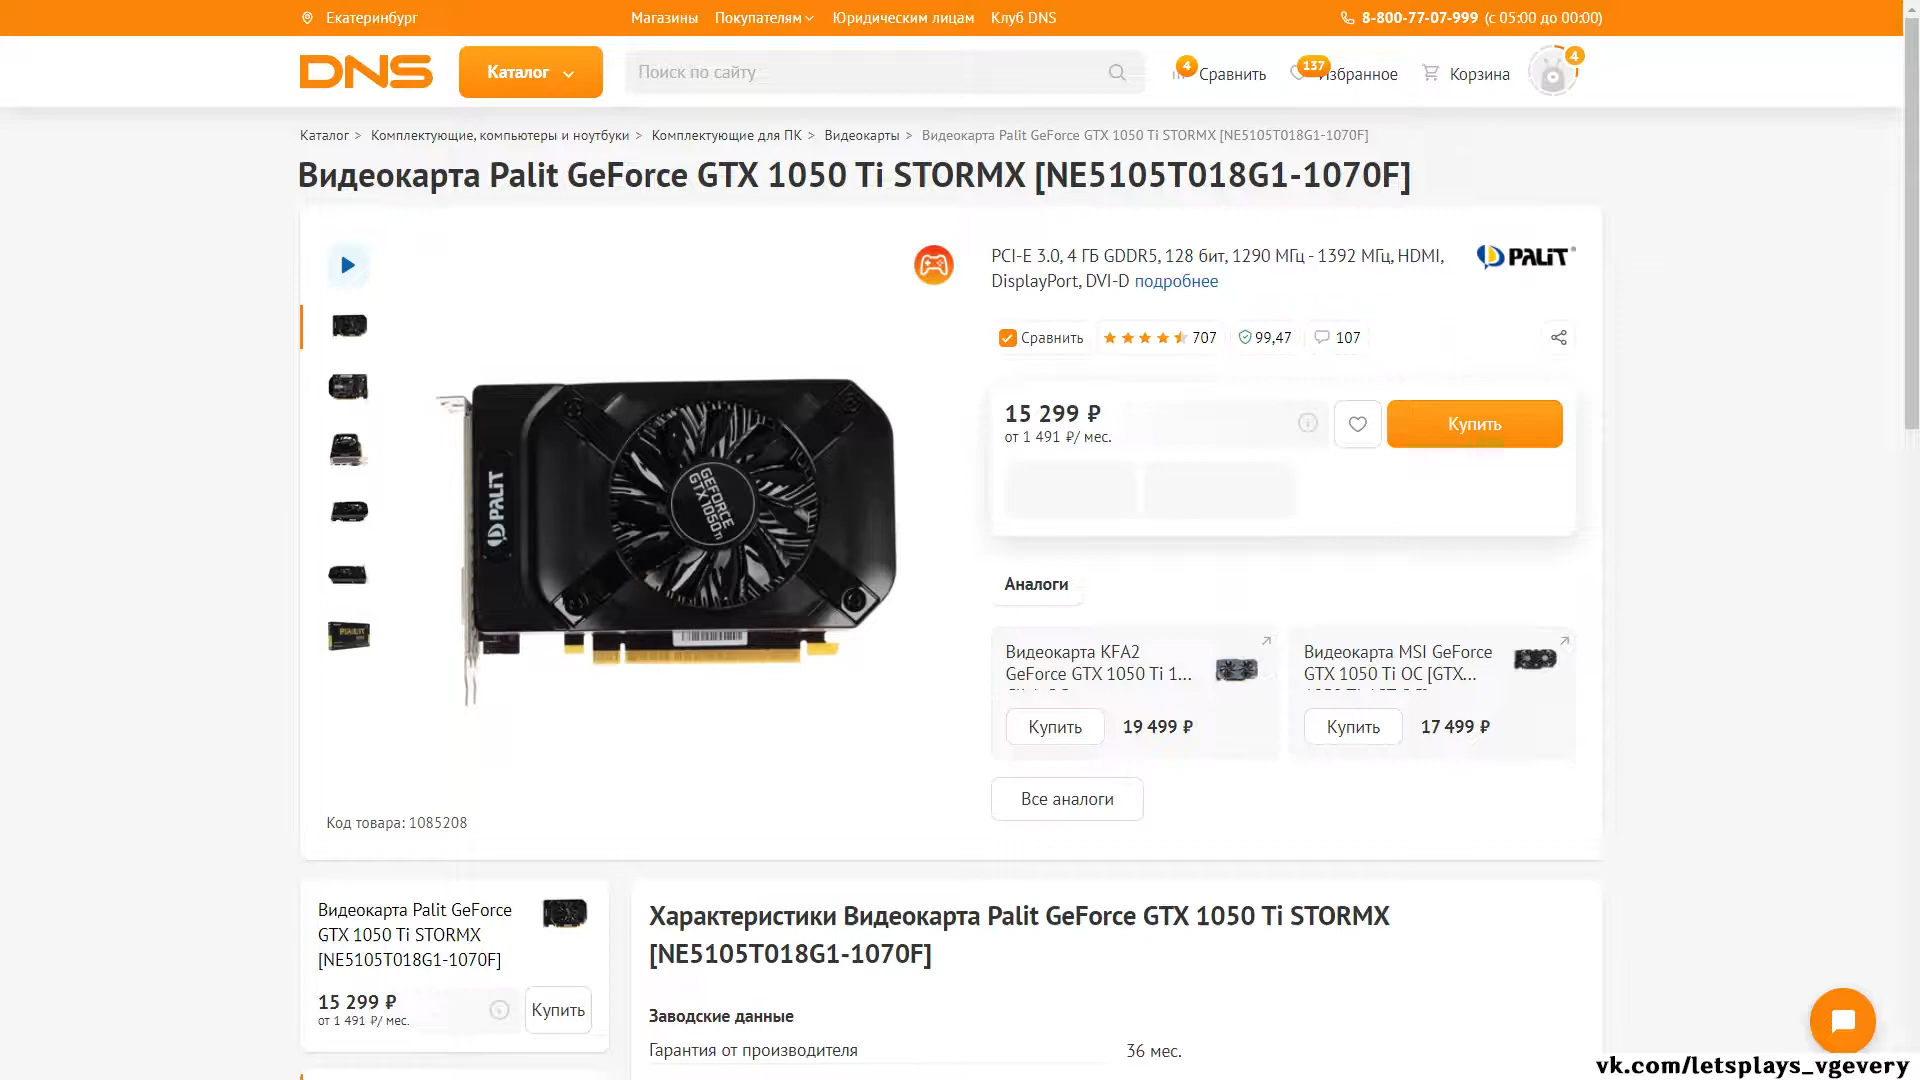 Екатеринбург
Магазины Покупателям Юридическим лицам Клуб DNS
8-800-77-07-999 (с 05:00 до 00:00)
DNS
Каталог
Поиск по сайту
4 Сравнить
137 Избранное
Корзина
4
Каталог > Комплектующие, компьютеры и ноутбуки > Комплектующие для ПК > Видеокарты > Видеокарта Palit GeForce GTX 1050 Ti STORMX [NE5105T018G1-1070F]
Видеокарта Palit GeForce GTX 1050 Ti STORMX [NE5105T018G1-1070F]
PCI-E 3.0, 4 ГБ GDDR5, 128 бит, 1290 МГц - 1392 МГц, HDMI,
DisplayPort, DVI-D подробнее
PALIT
Сравнить 707 99,47 107
15 299 ₽
от 1 491 ₽/ мес.
Купить
PALIT
GEFORCE
GTX 1050 Ti
Аналоги
Видеокарта KFA2
GeForce GTX 1050 Ti 1...
Купить 19 499 ₽
Видеокарта MSI GeForce
GTX 1050 Ti OC [GTX...
Купить 17 499 ₽
Все аналоги
Код товара: 1085208
Видеокарта Palit GeForce
GTX 1050 Ti STORMX
[NE5105T018G1-1070F]
15 299 ₽
от 1 491 ₽/ мес.
Купить
Характеристики Видеокарта Palit GeForce GTX 1050 Ti STORMX
[NE5105T018G1-1070F]
Заводские данные
Гарантия от производителя 36 мес.
vk.com/letsplays_vgevery